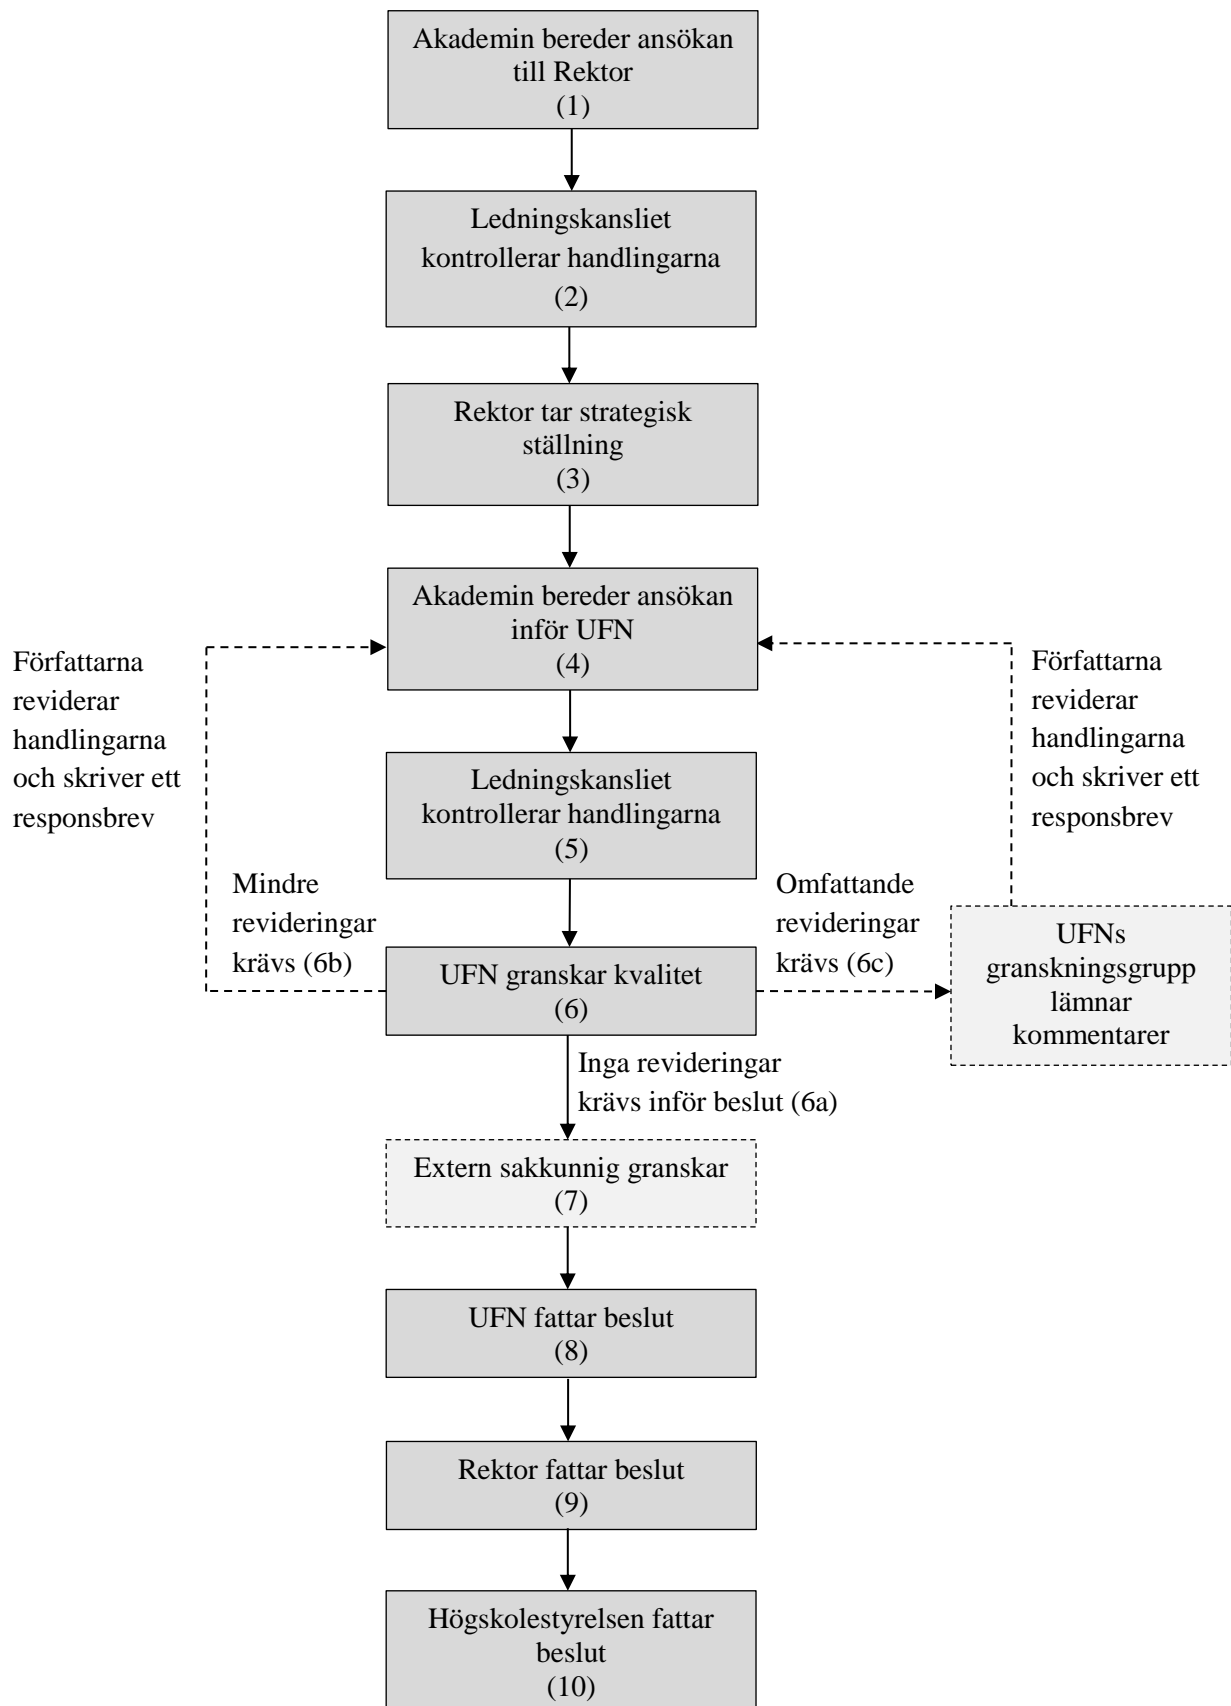 Akademin bereder ansökan
till Rektor
(1)
Ledningskansliet
kontrollerar handlingarna
(2)
Rektor tar strategisk
ställning
(3)
Akademin bereder ansökan
inför UFN
(4)
Författarna
reviderar
handlingarna
och skriver ett
responsbrev
Författarna
reviderar
handlingarna
och skriver ett
responsbrev
Ledningskansliet
kontrollerar handlingarna
(5)
Mindre
revideringar
krävs (6b)
Omfattande
revideringar
krävs (6c)
UFN granskar kvalitet
(6)
UFNs
granskningsgrupp
lämnar
kommentarer
Inga revideringar
krävs inför beslut (6a)
Extern sakkunnig granskar
(7)
UFN fattar beslut
(8)
Rektor fattar beslut
(9)
Högskolestyrelsen fattar
beslut
(10)